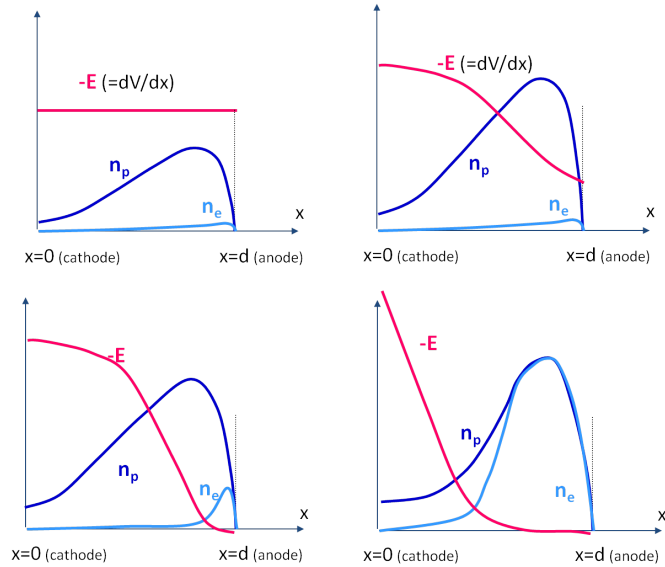 -E (=dV/dx)
n_p
n_e
x
x=0 (cathode)
x=d (anode)
-E (=dV/dx)
n_p
n_e
x
x=0 (cathode)
x=d (anode)
-E
n_p
n_e
x
x=0 (cathode)
x=d (anode)
-E
n_p
n_e
x
x=0 (cathode)
x=d (anode)